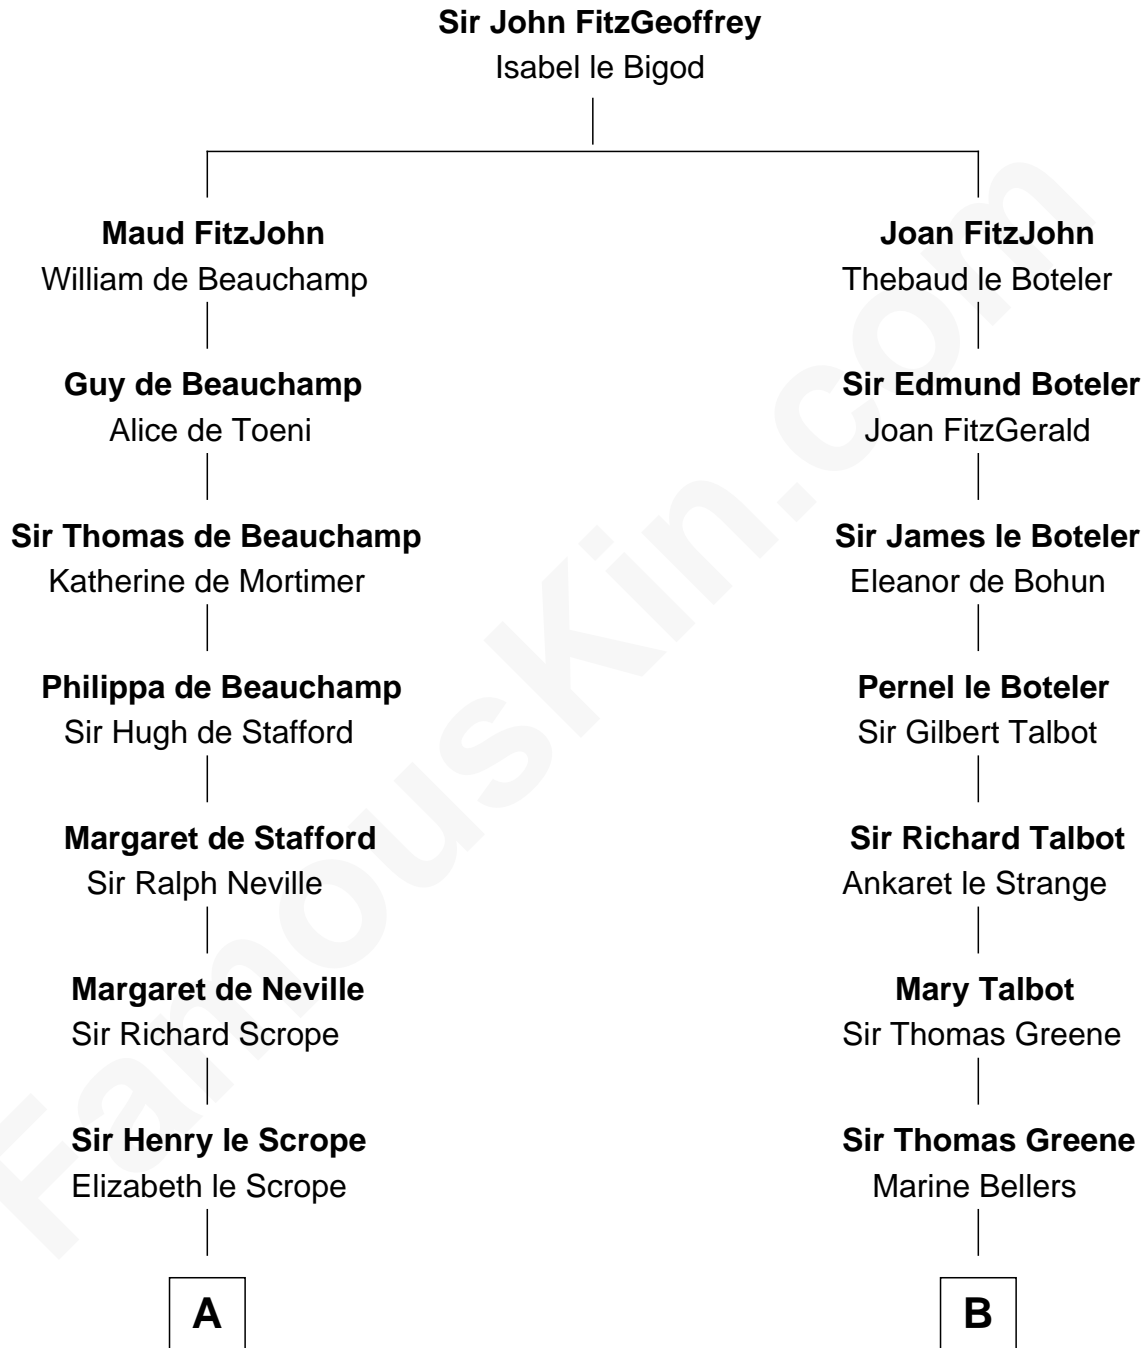 Sir John FitzGeoffrey
Isabel le Bigod
Maud FitzJohn
William de Beauchamp
Guy de Beauchamp
Alice de Toeni
Sir Thomas de Beauchamp
Katherine de Mortimer
Philippa de Beauchamp
Sir Hugh de Stafford
Margaret de Stafford
Sir Ralph Neville
Margaret de Neville
Sir Richard Scrope
Sir Henry le Scrope
Elizabeth le Scrope
A
Joan FitzJohn
Thebaud le Boteler
Sir Edmund Boteler
Joan FitzGerald
Sir James le Boteler
Eleanor de Bohun
Pernel le Boteler
Sir Gilbert Talbot
Sir Richard Talbot
Ankaret le Strange
Mary Talbot
Sir Thomas Greene
Sir Thomas Greene
Marine Bellers
B
FamousKin.com